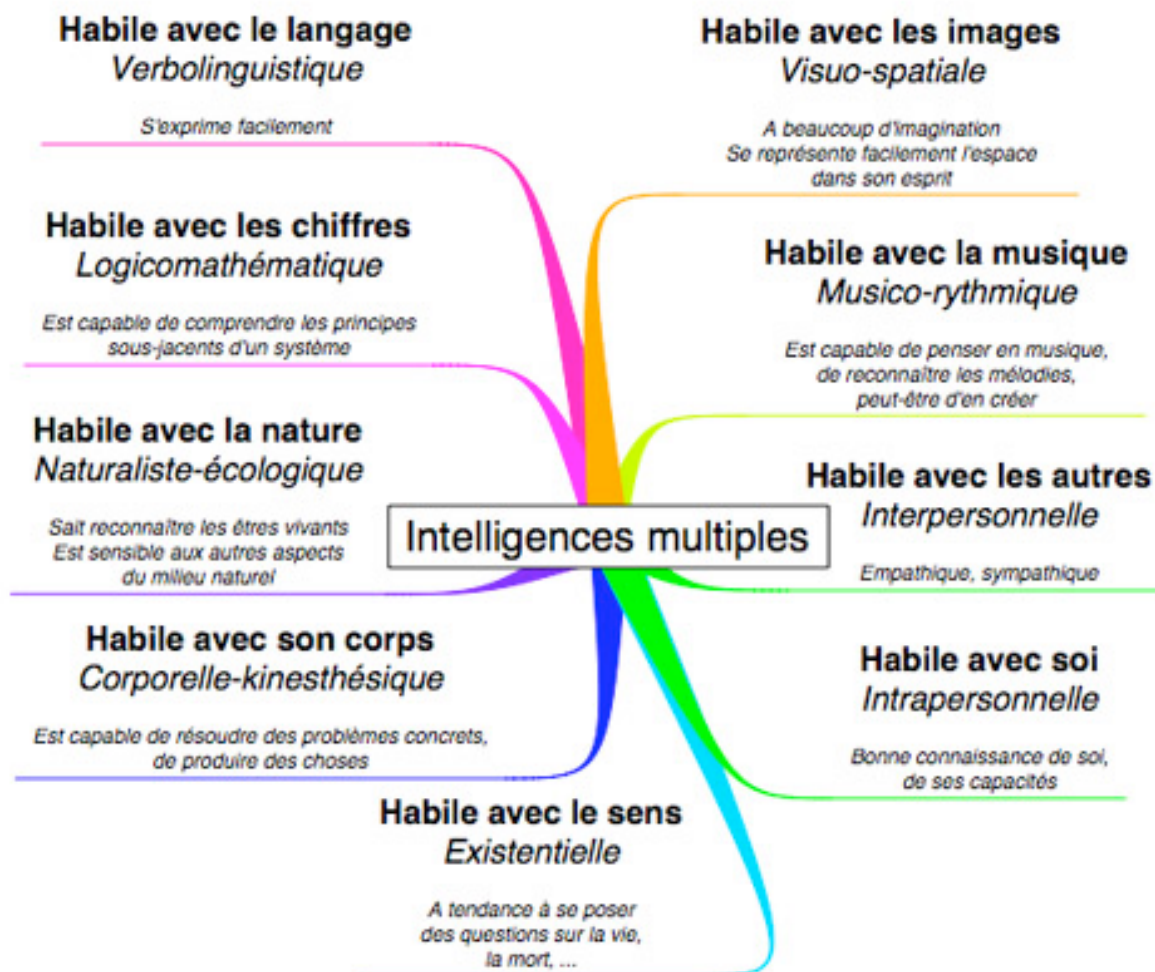 Habile avec le langage
Verbolinguistique
S'exprime facilement
Habile avec les chiffres
Logicomathématique
Est capable de comprendre les principes
sous-jacents d'un système
Habile avec la nature
Naturaliste-écologique
Sait reconnaître les êtres vivants
Est sensible aux autres aspects
du milieu naturel
Habile avec son corps
Corporelle-kinesthésique
Est capable de résoudre des problèmes concrets,
de produire des choses
Habile avec le sens
Existentielle
A tendance à se poser
des questions sur la vie,
la mort, ...
Intelligences multiples
Habile avec les images
Visuo-spatiale
A beaucoup d'imagination
Se représente facilement l'espace
dans son esprit
Habile avec la musique
Musico-rythmique
Est capable de penser en musique,
de reconnaître les mélodies,
peut-être d'en créer
Habile avec les autres
Interpersonnelle
Empathique, sympathique
Habile avec soi
Intrapersonnelle
Bonne connaissance de soi,
de ses capacités